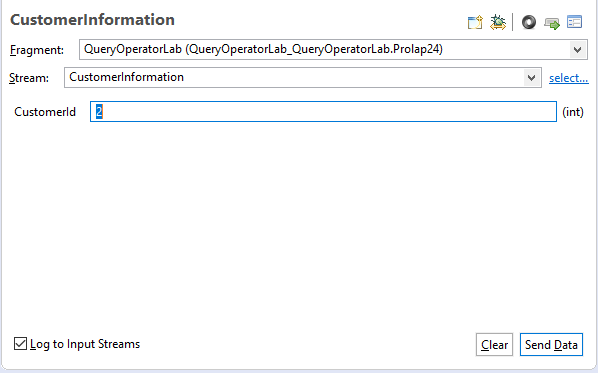 CustomerInformation
Fragment: QueryOperatorLab (QueryOperatorLab_QueryOperatorLab.Prolap24)
Stream: CustomerInformation select...
CustomerId 2 (int)
Log to Input Streams Clear Send Data